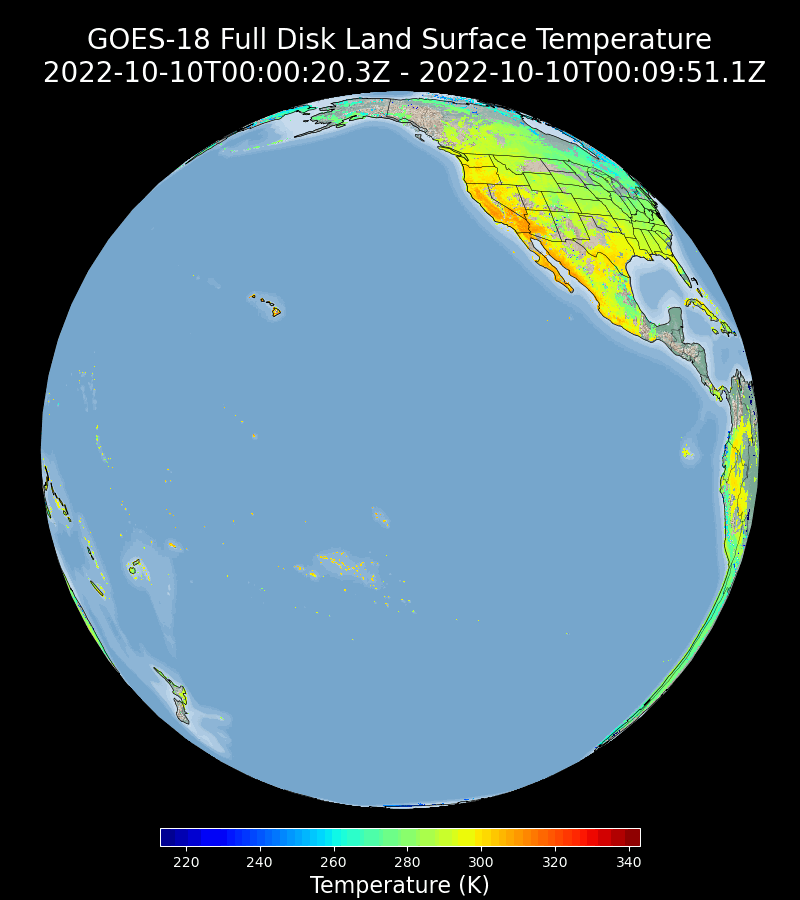 GOES-18 Full Disk Land Surface Temperature
2022-10-10T00:00:20.3Z - 2022-10-10T00:09:51.1Z
220 240 260 280 300 320 340
Temperature (K)